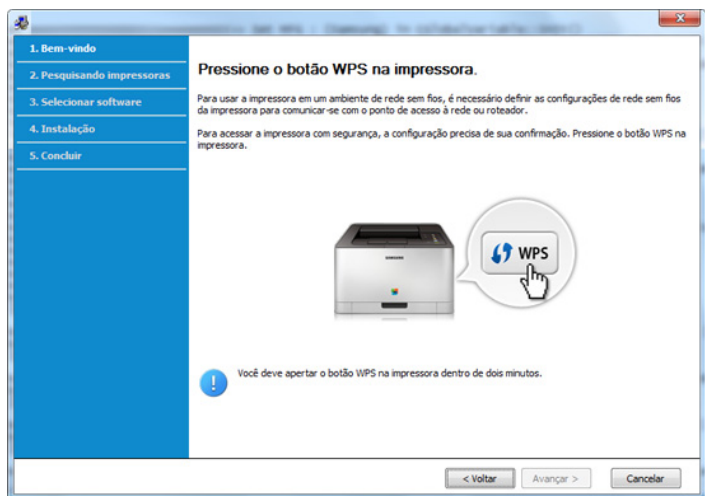 1. Bem-vindo
2. Pesquisando impressoras
3. Selecionar software
4. Instalação
5. Concluir
Pressione o botão WPS na impressora.
Para usar a impressora em um ambiente de rede sem fios, é necessário definir as configurações de rede sem fios
da impressora para comunicar-se com o ponto de acesso à rede ou roteador.
Para acessar a impressora com segurança, a configuração precisa de sua confirmação. Pressione o botão WPS na
impressora.
SAMSUNG
WPS
Você deve apertar o botão WPS na impressora dentro de dois minutos.
< Voltar
Avançar >
Cancelar